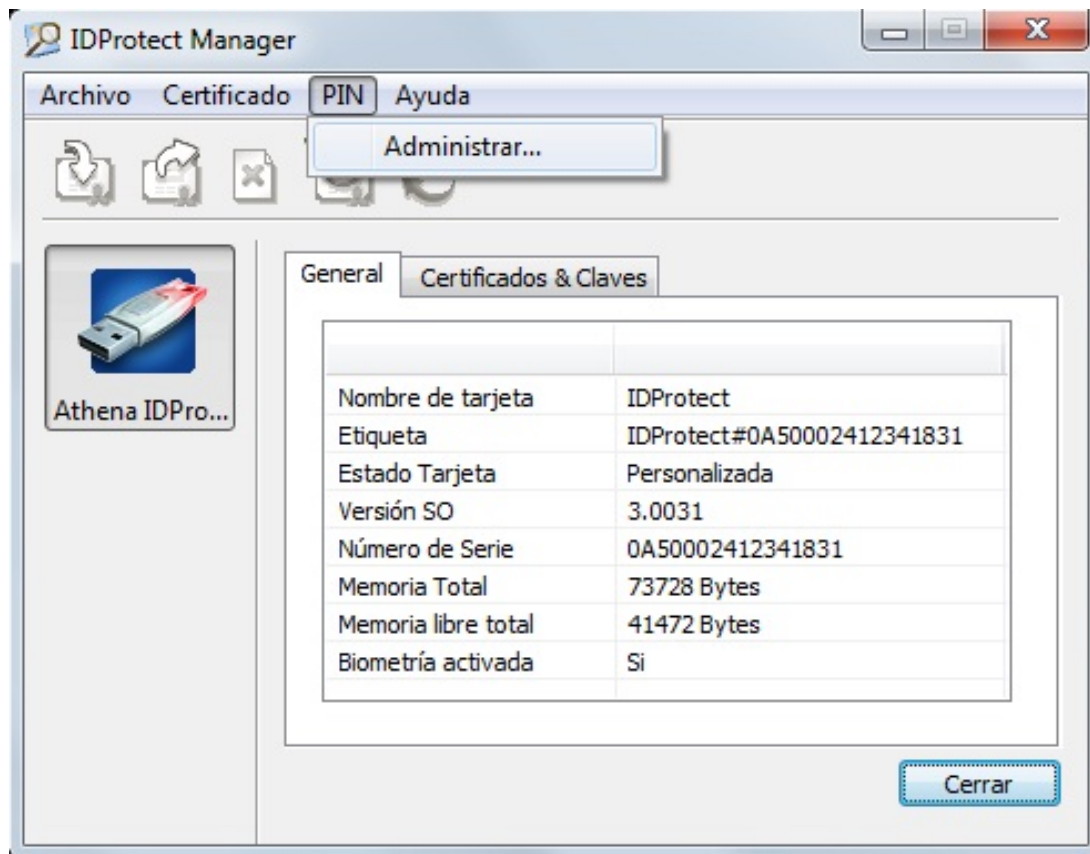 IDProtect Manager
Archivo Certificado PIN Ayuda
Administrar...
Athena IDPro...
General Certificados & Claves
Nombre de tarjeta IDProtect
Etiqueta IDProtect#0A50002412341831
Estado Tarjeta Personalizada
Versión SO 3.0031
Número de Serie 0A50002412341831
Memoria Total 73728 Bytes
Memoria libre total 41472 Bytes
Biometría activada Si
Cerrar